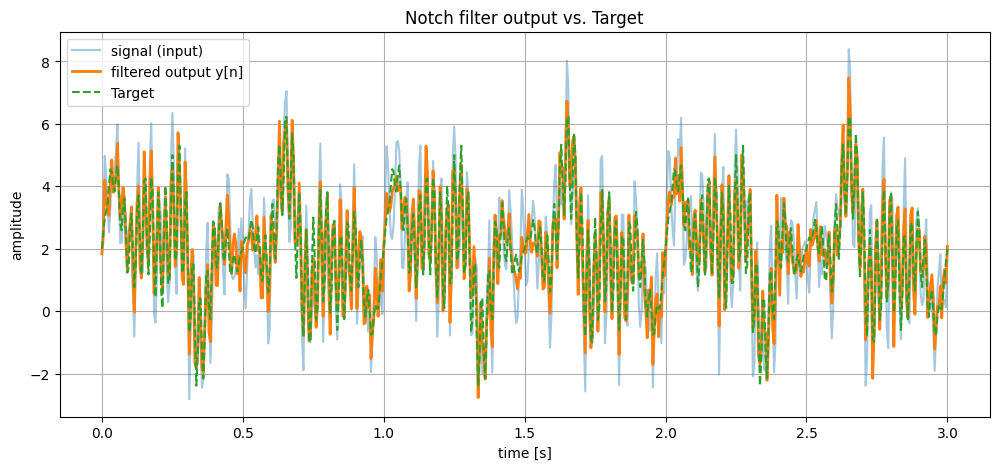 Notch filter output vs. Target
signal (input)
filtered output y[n]
Target
amplitude
8
6
4
2
0
−2
0.0 0.5 1.0 1.5 2.0 2.5 3.0
time [s]